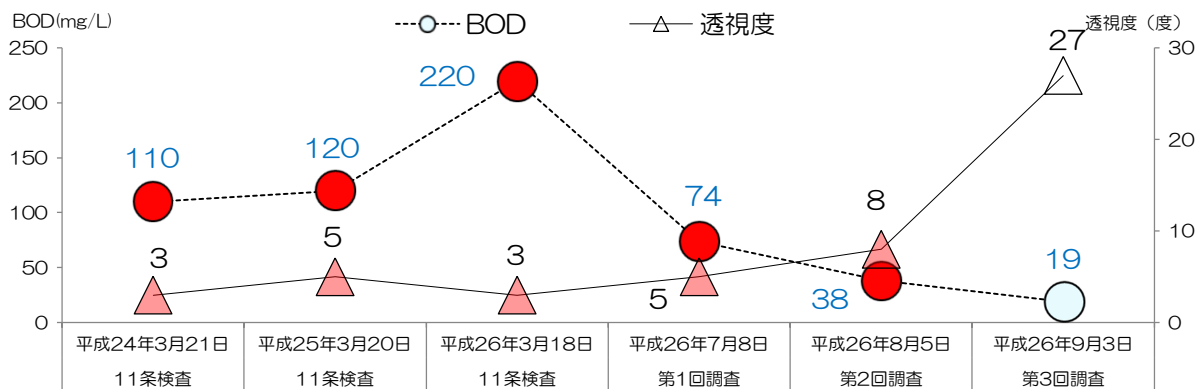 BOD(mg/L)
BOD
透視度
透視度（度）
250
200
150
100
50
0
30
20
10
0
110
120
220
74
38
19
3
5
3
5
8
27
平成24年3月21日
平成25年3月20日
平成26年3月18日
平成26年7月8日
平成26年8月5日
平成26年9月3日
11条検査
11条検査
11条検査
第1回調査
第2回調査
第3回調査